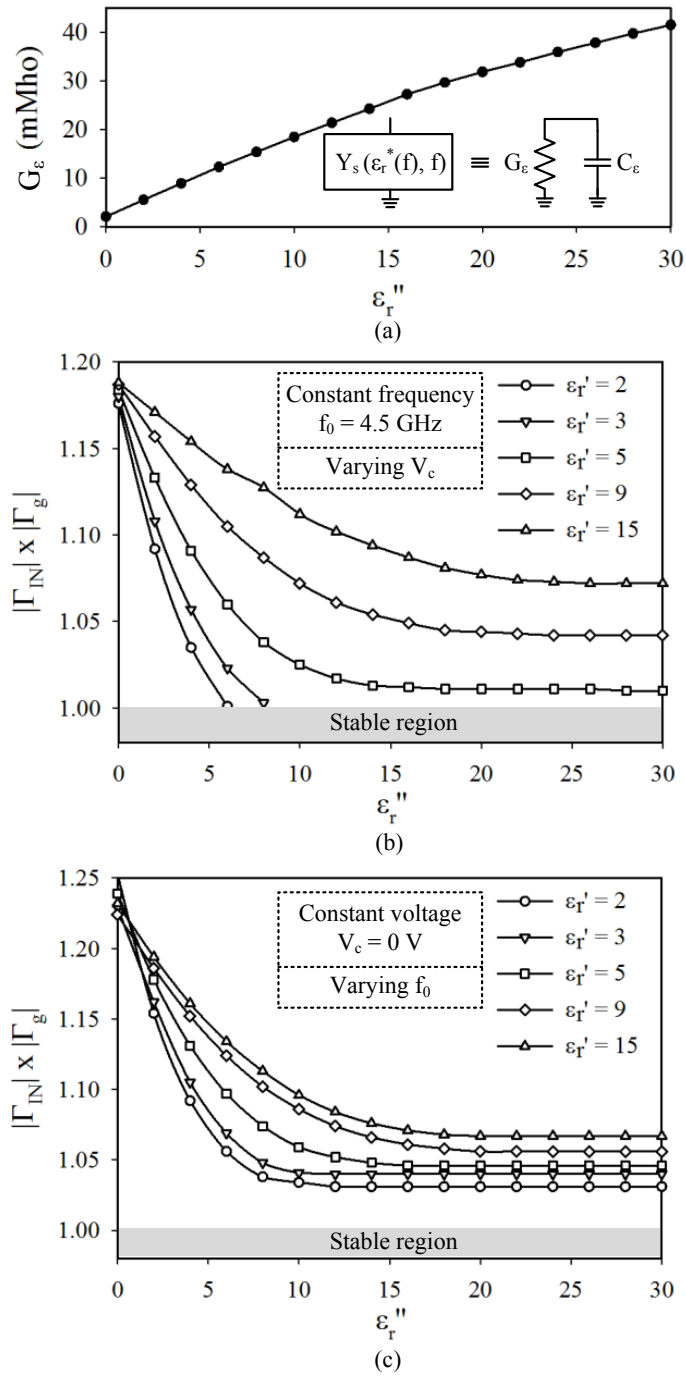 40
30
20
10
0
G_ε (mMho)
Y_s (ε_r^*(f), f) ≡ G_ε C_ε
0 5 10 15 20 25 30
ε_r''
(a)
1.20
1.15
1.10
1.05
1.00
|Γ_IN| x |Γ_g|
Constant frequency
f_0 = 4.5 GHz
Varying V_c
ε_r' = 2
ε_r' = 3
ε_r' = 5
ε_r' = 9
ε_r' = 15
Stable region
0 5 10 15 20 25 30
ε_r''
(b)
1.25
1.20
1.15
1.10
1.05
1.00
|Γ_IN| x |Γ_g|
Constant voltage
V_c = 0 V
Varying f_0
ε_r' = 2
ε_r' = 3
ε_r' = 5
ε_r' = 9
ε_r' = 15
Stable region
0 5 10 15 20 25 30
ε_r''
(c)